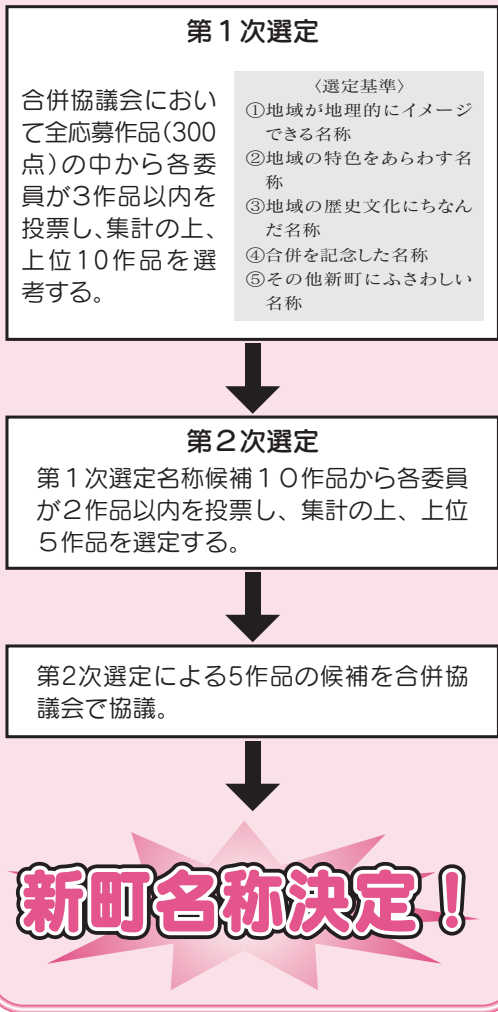 第１次選定
合併協議会におい
て全応募作品(300
点)の中から各委
員が3作品以内を
投票し、集計の上、
上位10作品を選
考する。
〈選定基準〉
①地域が地理的にイメージ
できる名称
②地域の特色をあらわす名
称
③地域の歴史文化にちなん
だ名称
④合併を記念した名称
⑤その他新町にふさわしい
名称
第２次選定
第１次選定名称候補１０作品から各委員
が２作品以内を投票し、集計の上、上位
５作品を選定する。
第2次選定による5作品の候補を合併協
議会で協議。
新町名称決定！